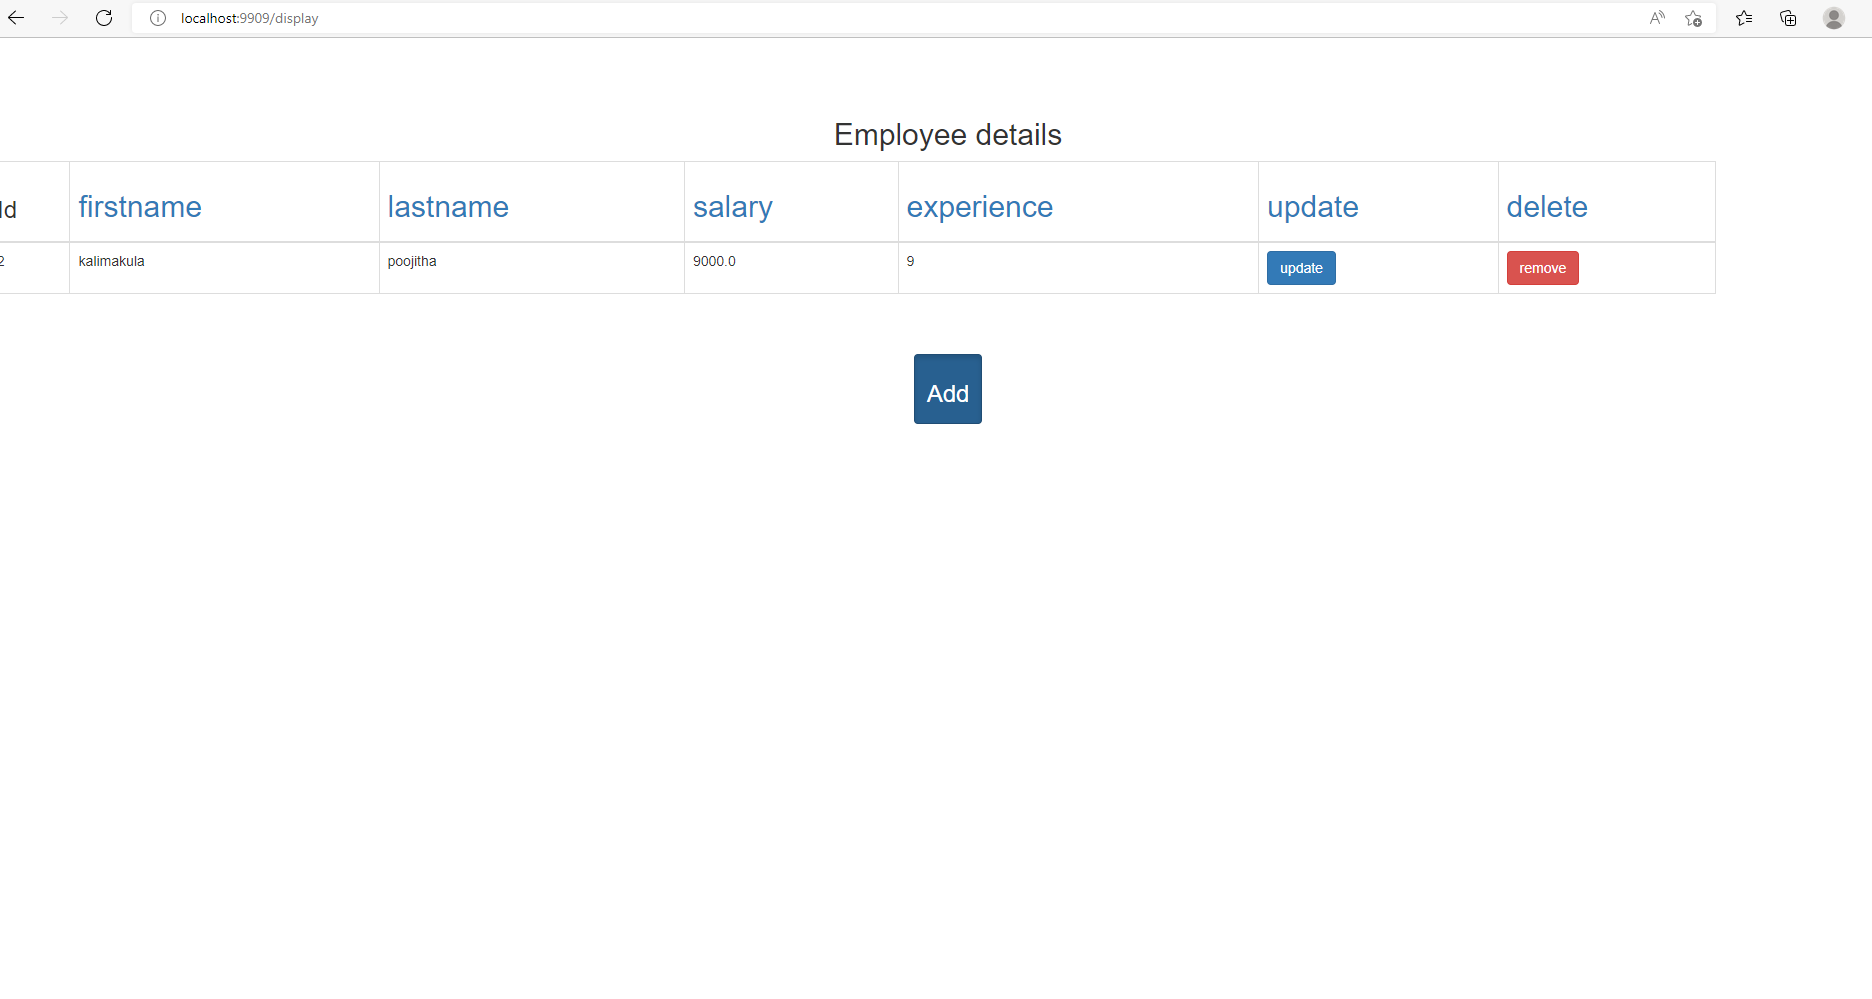 localhost:9909/display
Employee details
Id firstname lastname salary experience update delete
2 kalimakula poojitha 9000.0 9 update remove
Add